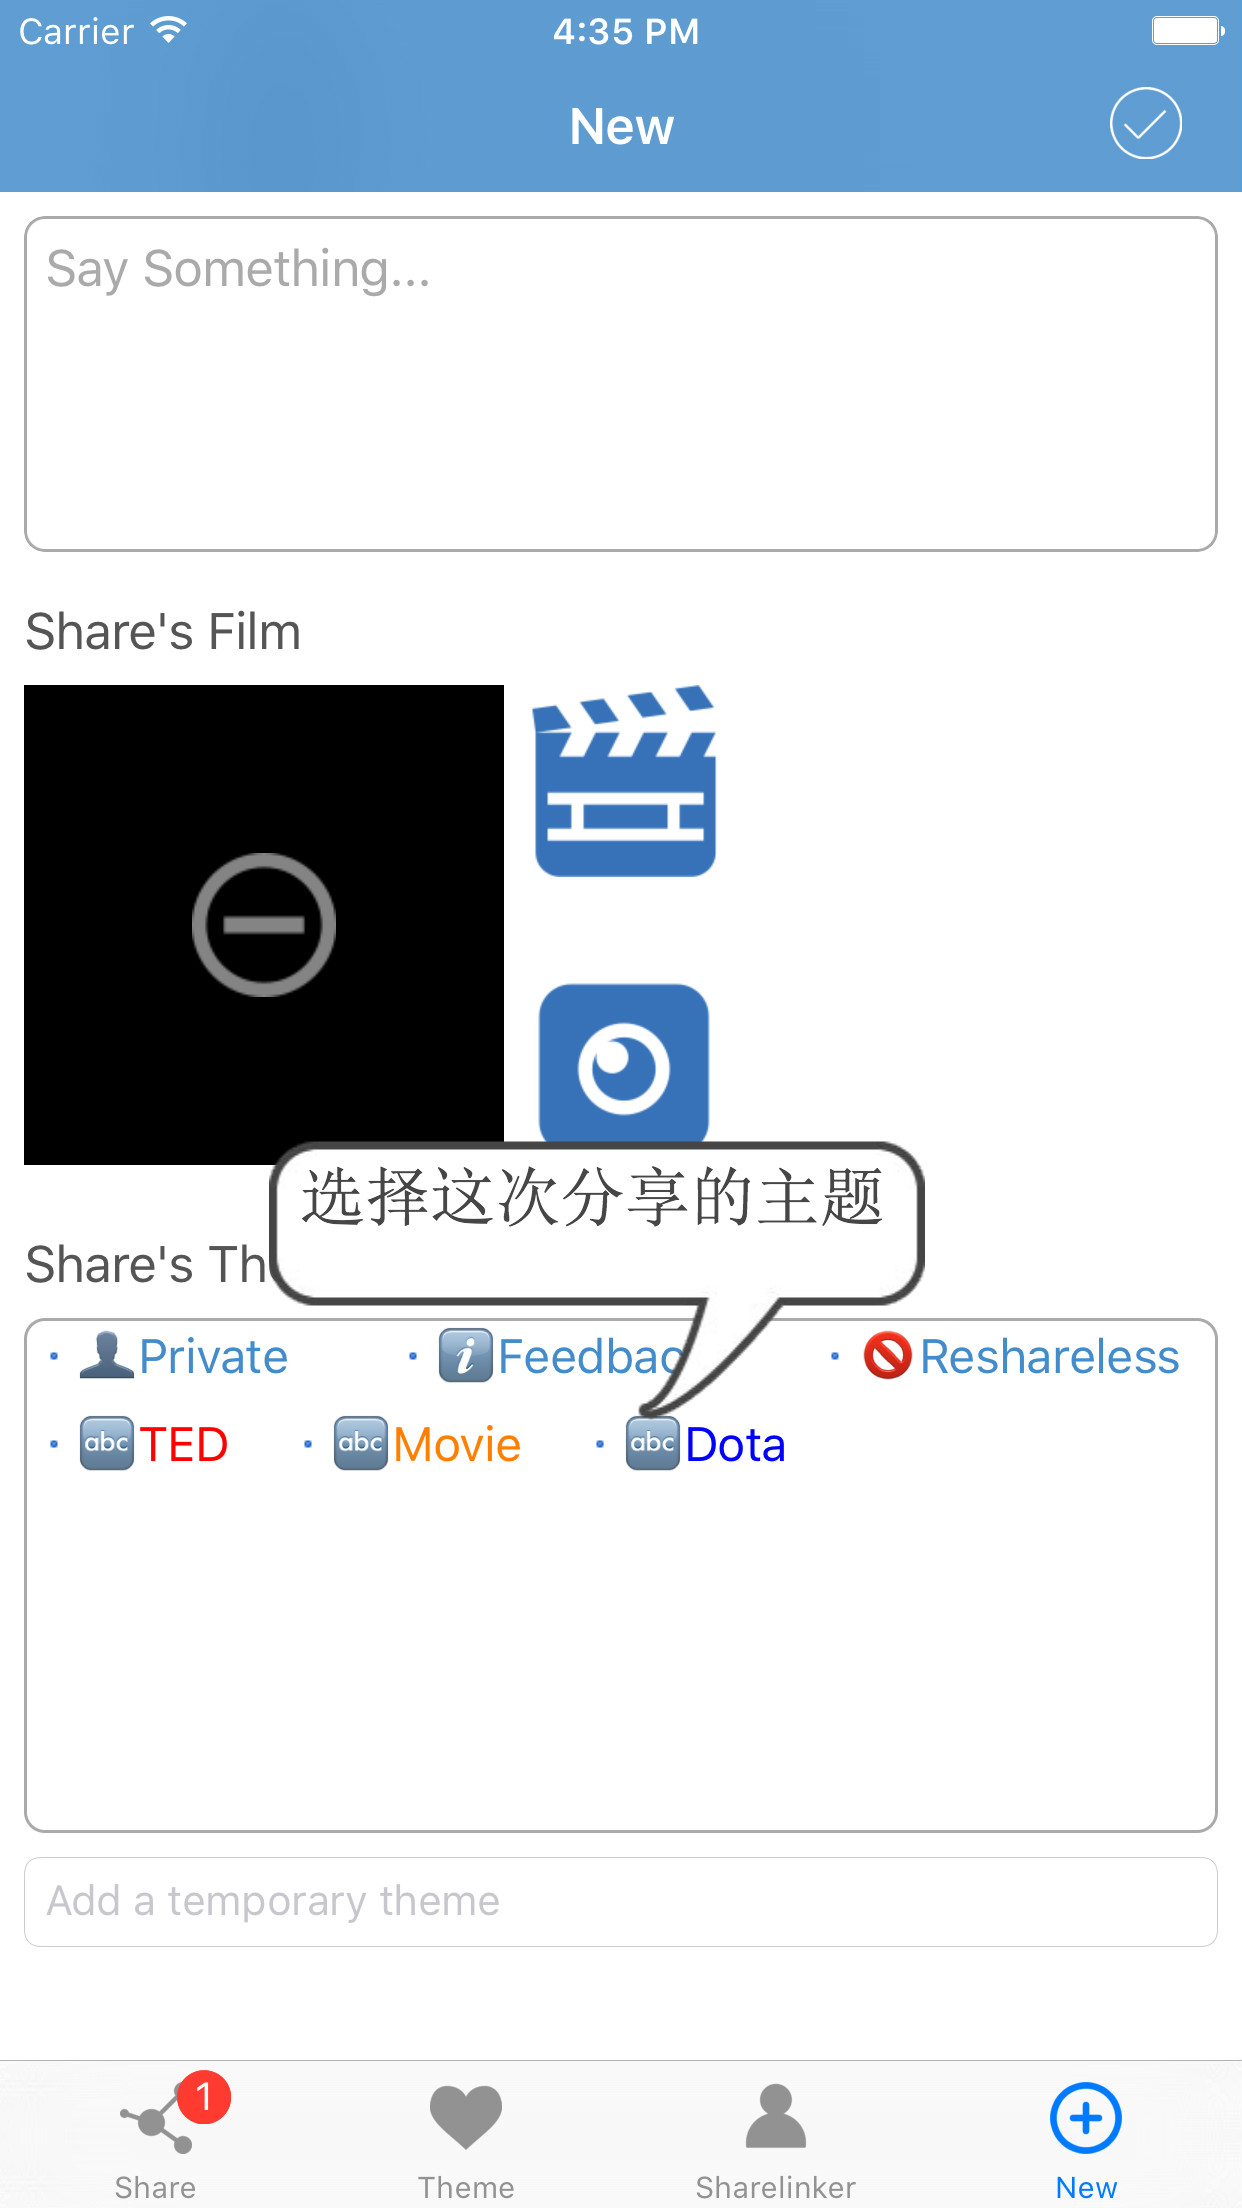 Carrier 4:35 PM
New
Say Something...
Share's Film
选择这次分享的主题
Share's Th
Private Feedbac Reshareless
abc TED abc Movie abc Dota
Add a temporary theme
1
Share Theme Sharelinker New